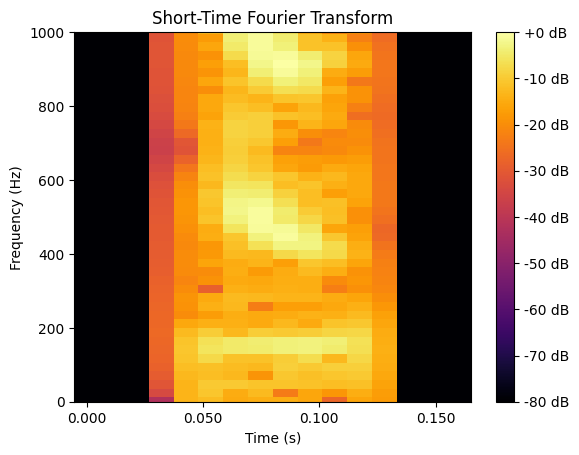 Short-Time Fourier Transform
1000
800
600
400
200
0
Frequency (Hz)
0.000
0.050
0.100
0.150
Time (s)
+0 dB
-10 dB
-20 dB
-30 dB
-40 dB
-50 dB
-60 dB
-70 dB
-80 dB